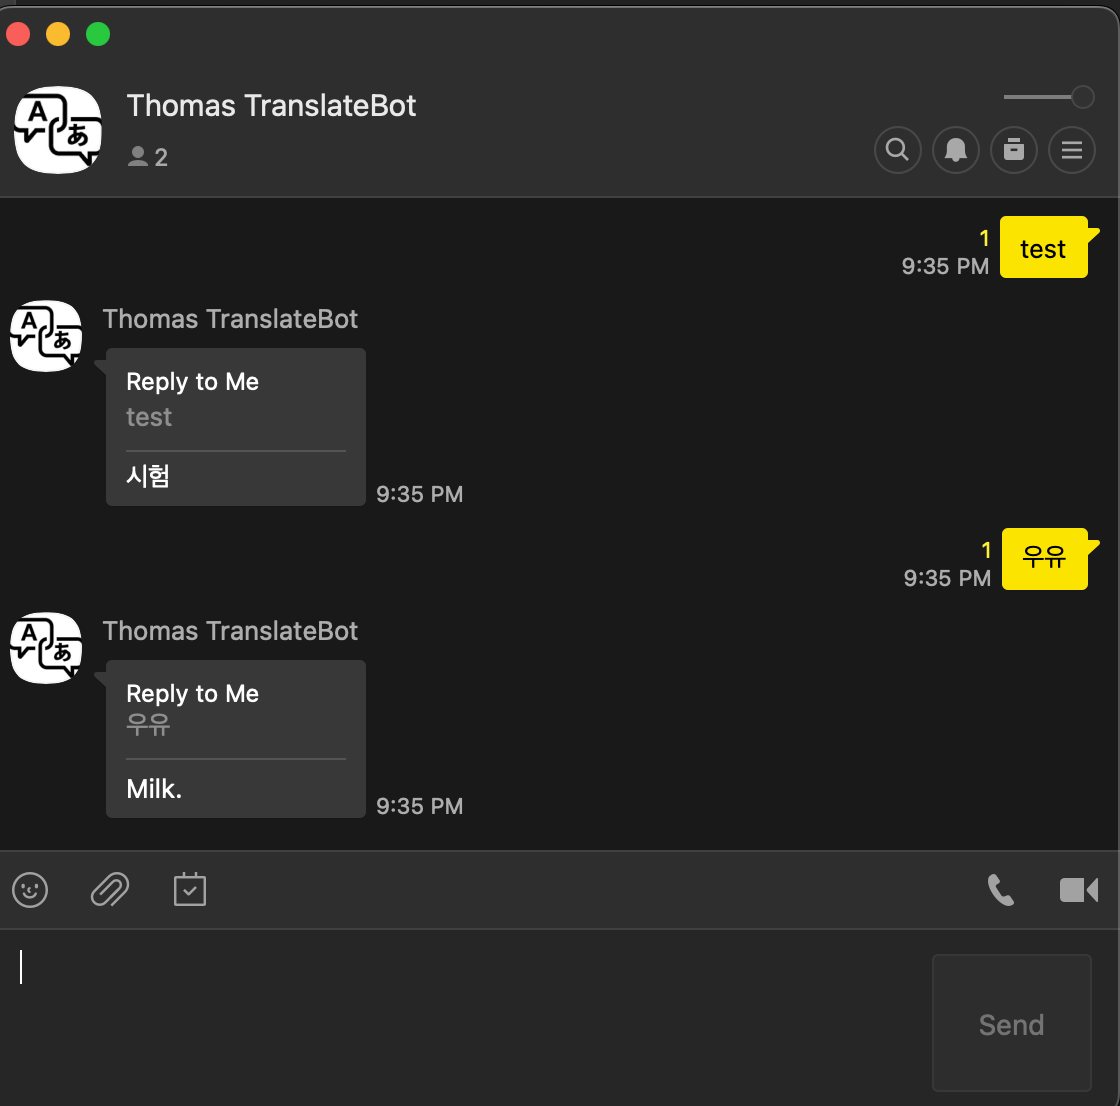 Thomas TranslateBot
2
1
9:35 PM
test
Thomas TranslateBot
Reply to Me
test
시험
9:35 PM
1
9:35 PM
우유
Thomas TranslateBot
Reply to Me
우유
Milk.
9:35 PM
Send